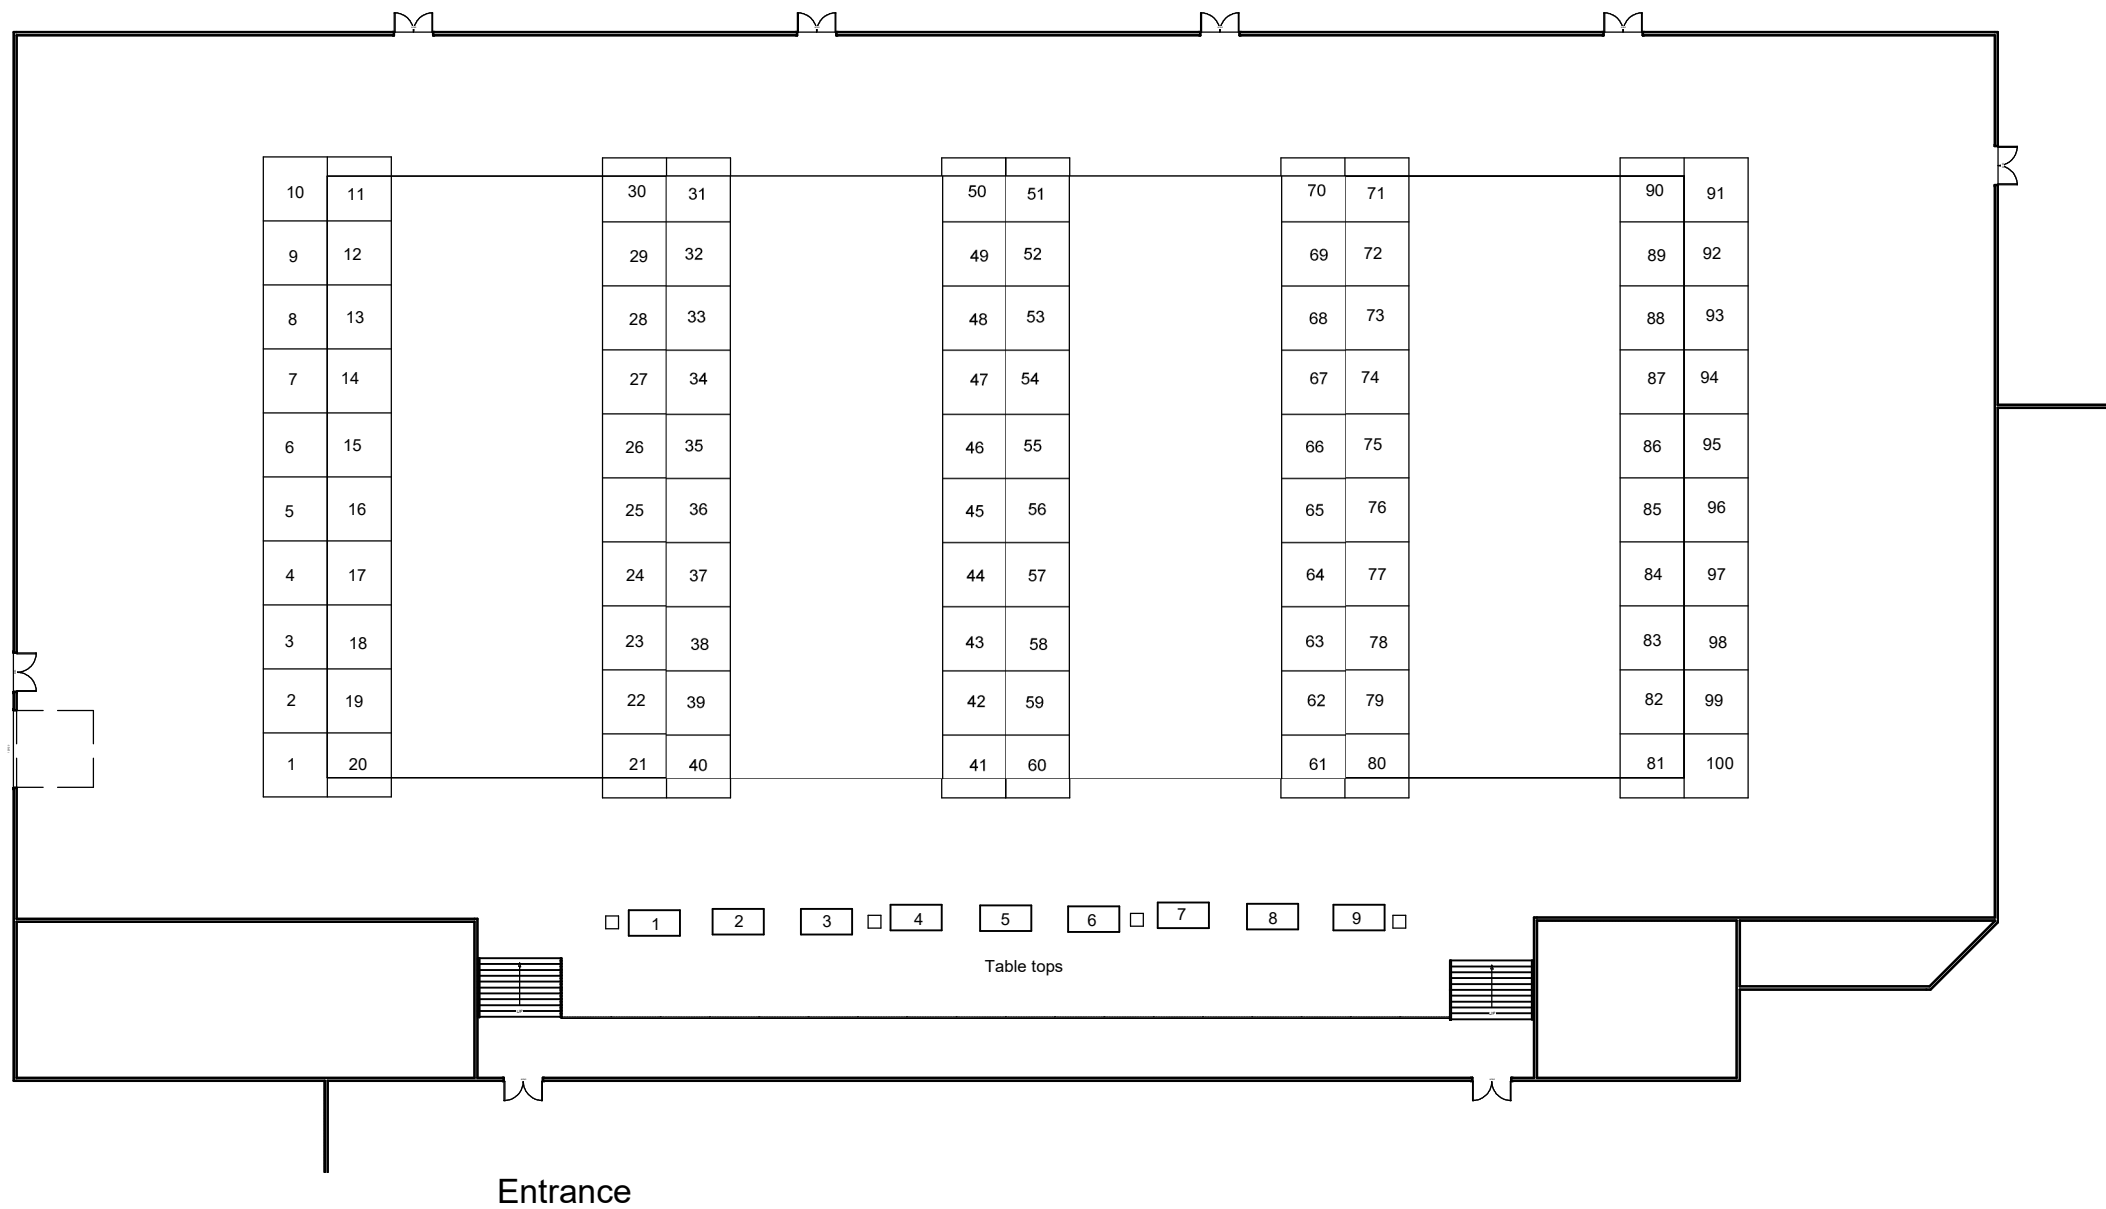 10 11 30 31 50 51 70 71 90 91
9 12 29 32 49 52 69 72 89 92
8 13 28 33 48 53 68 73 88 93
7 14 27 34 47 54 67 74 87 94
6 15 26 35 46 55 66 75 86 95
5 16 25 36 45 56 65 76 85 96
4 17 24 37 44 57 64 77 84 97
3 18 23 38 43 58 63 78 83 98
2 19 22 39 42 59 62 79 82 99
1 20 21 40 41 60 61 80 81 100
1 2 3 4 5 6 7 8 9
Table tops
Entrance